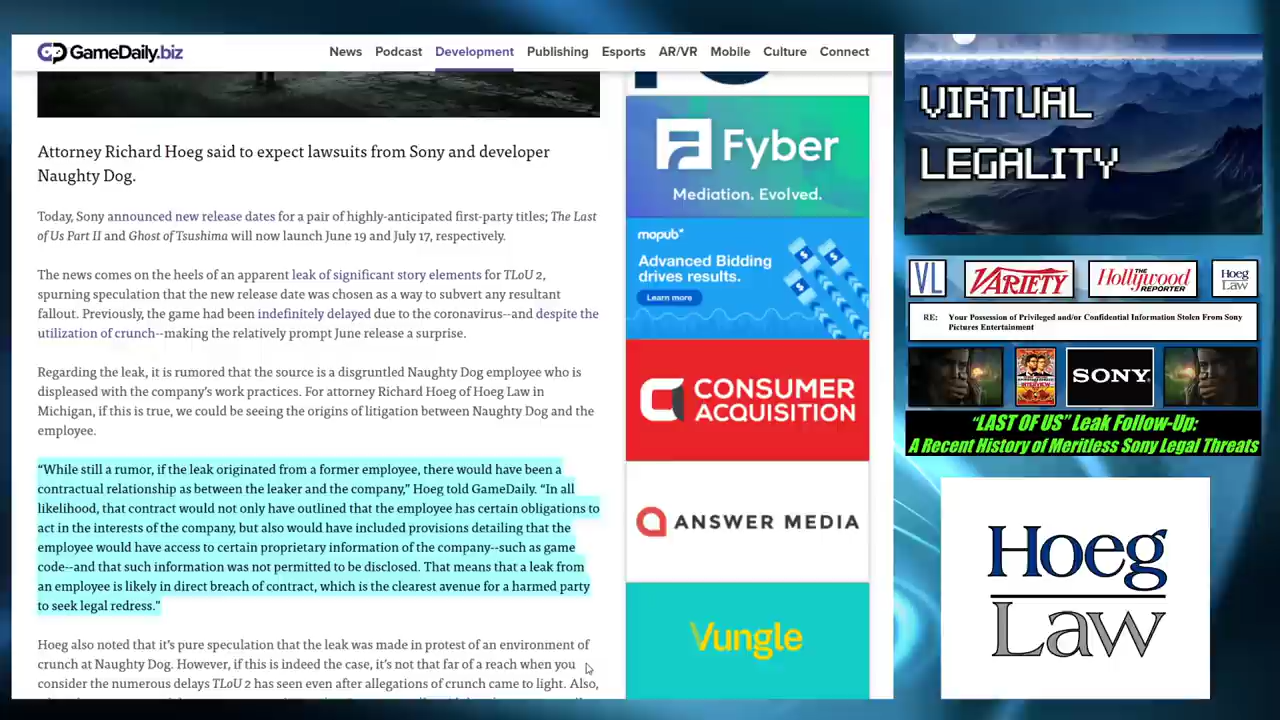 GameDaily.biz
News Podcast Development Publishing Esports AR/VR Mobile Culture Connect
Attorney Richard Hoeg said to expect lawsuits from Sony and developer
Naughty Dog.
Today, Sony announced new release dates for a pair of highly-anticipated first-party titles; The Last
of Us Part II and Ghost of Tsushima will now launch June 19 and July 17, respectively.
The news comes on the heels of an apparent leak of significant story elements for TLoU 2,
spurning speculation that the new release date was chosen as a way to subvert any resultant
fallout. Previously, the game had been indefinitely delayed due to the coronavirus--and despite the
utilization of crunch--making the relatively prompt June release a surprise.
Regarding the leak, it is rumored that the source is a disgruntled Naughty Dog employee who is
displeased with the company's work practices. For attorney Richard Hoeg of Hoeg Law in
Michigan, if this is true, we could be seeing the origins of litigation between Naughty Dog and the
employee.
“While still a rumor, if the leak originated from a former employee, there would have been a
contractual relationship as between the leaker and the company,” Hoeg told GameDaily. “In all
likelihood, that contract would not only have outlined that the employee has certain obligations to
act in the interests of the company, but also would have included provisions detailing that the
employee would have access to certain proprietary information of the company--such as game
code--and that such information was not permitted to be disclosed. That means that a leak from
an employee is likely in direct breach of contract, which is the clearest avenue for a harmed party
to seek legal redress.”
Hoeg also noted that it's pure speculation that the leak was made in protest of an environment of
crunch at Naughty Dog. However, if this is indeed the case, it's not that far of a reach when you
consider the numerous delays TLoU 2 has seen even after allegations of crunch came to light. Also,
Fyber
Mediation. Evolved.
mopub
Advanced Bidding
drives results.
Learn more
CONSUMER
ACQUISITION
ANSWER MEDIA
Vungle
VIRTUAL
LEGALITY
VL VARIETY The Hollywood REPORTER Hoeg Law
RE: Your Possession of Privileged and/or Confidential Information Stolen From Sony
Pictures Entertainment
SONY
“LAST OF US” Leak Follow-Up:
A Recent History of Meritless Sony Legal Threats
Hoeg
Law